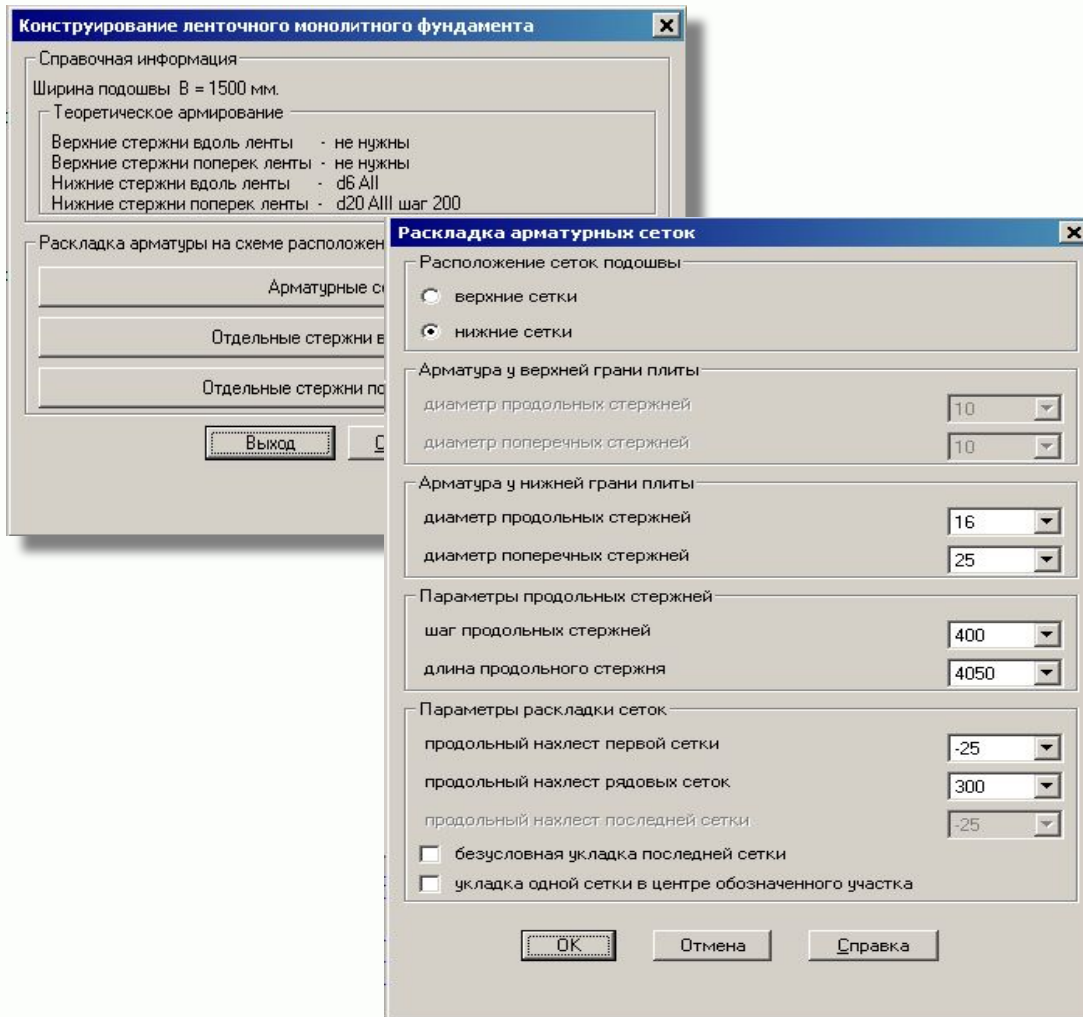 Конструирование ленточного монолитного фундамента
Справочная информация
Ширина подошвы B = 1500 мм.
Теоретическое армирование
Верхние стержни вдоль ленты - не нужны
Верхние стержни поперек ленты - не нужны
Нижние стержни вдоль ленты - d6 AII
Нижние стержни поперек ленты - d20 AIII шаг 200
Раскладка арматуры на схеме
Арматурные
Отдельные стержни
Отдельные стержни
Выход
Раскладка арматурных сеток
Расположение сеток подошвы
верхние сетки
нижние сетки
Арматура у верхней грани плиты
диаметр продольных стержней 10
диаметр поперечных стержней 10
Арматура у нижней грани плиты
диаметр продольных стержней 16
диаметр поперечных стержней 25
Параметры продольных стержней
шаг продольных стержней 400
длина продольного стержня 4050
Параметры раскладки сеток
продольный нахлест первой сетки -25
продольный нахлест рядовых сеток 300
продольный нахлест последней сетки -25
безусловная укладка последней сетки
укладка одной сетки в центре обозначенного участка
OK Отмена Справка